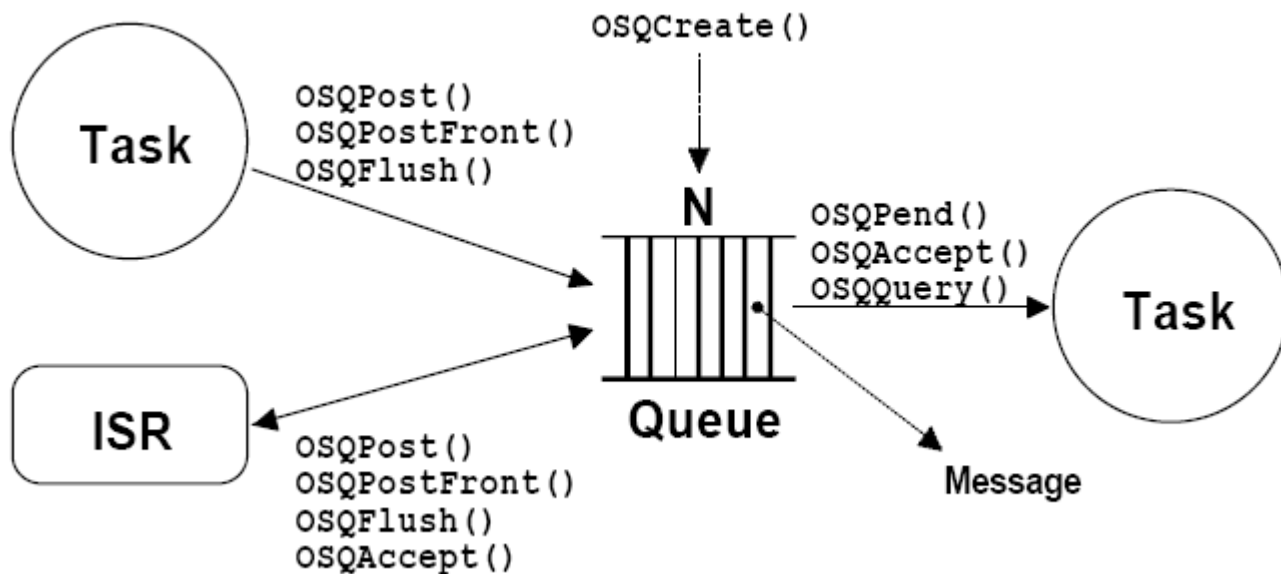 OSQCreate()
Task
OSQPost()
OSQPostFront()
OSQFlush()
N
OSQPend()
OSQAccept()
OSQQuery()
Task
Queue
ISR
OSQPost()
OSQPostFront()
OSQFlush()
OSQAccept()
Message